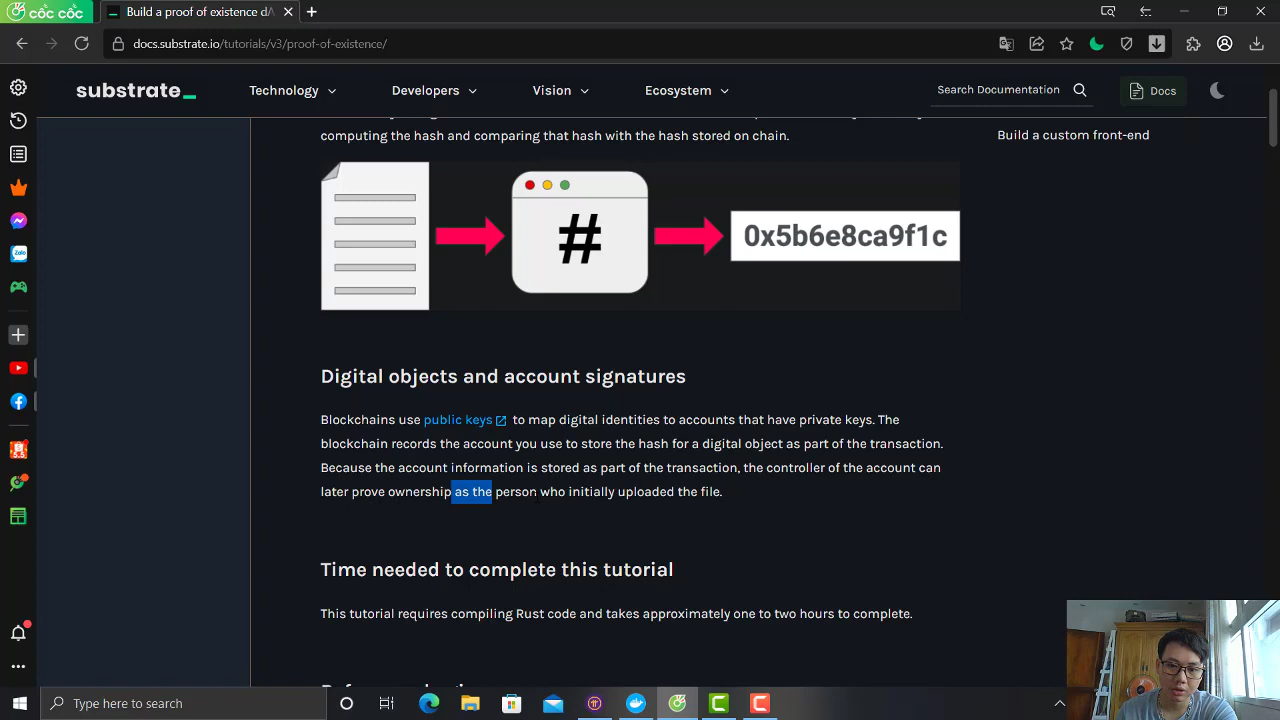 cốc cốc
Build a proof of existence dA
docs.substrate.io/tutorials/v3/proof-of-existence/
substrate_
Technology
Developers
Vision
Ecosystem
Search Documentation
Docs
computing the hash and comparing that hash with the hash stored on chain.
Build a custom front-end
#
0x5b6e8ca9f1c
Digital objects and account signatures
Blockchains use public keys to map digital identities to accounts that have private keys. The
blockchain records the account you use to store the hash for a digital object as part of the transaction.
Because the account information is stored as part of the transaction, the controller of the account can
later prove ownership as the person who initially uploaded the file.
Time needed to complete this tutorial
This tutorial requires compiling Rust code and takes approximately one to two hours to complete.
Zalo
5.5
Type here to search